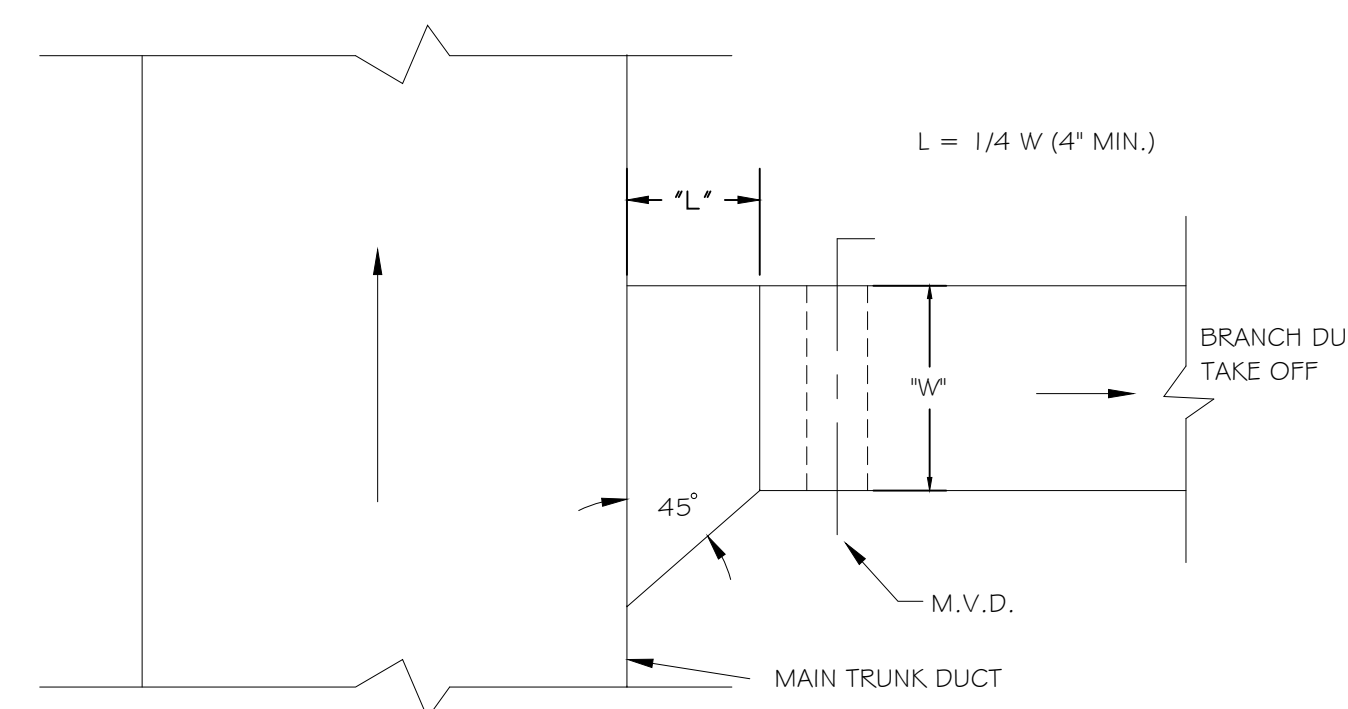 L = 1/4 W (4" MIN.)
"L"
BRANCH DU
TAKE OFF
"W"
45°
M.V.D.
MAIN TRUNK DUCT